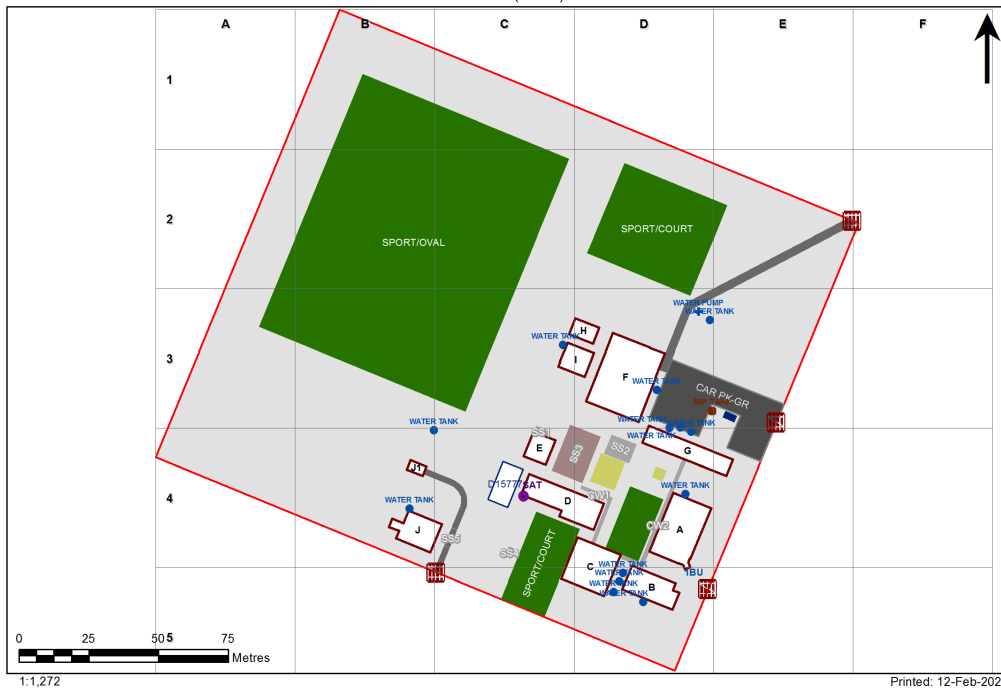 A
B
C
D
E
F
1
2
SPORT/COURT
SPORT/OVAL
WATER PUMP
WATER TANK
H
WATER TANK
I
3
F
WATER TANK
CAR PK-GR
SEP TANK
WATER TANK
WATER TANK
WATER TANK
WATER TANK
SS1
E
SS3
SS2
G
J1
D15777
SAT
4
D
CW1
WATER TANK
J
SS5
SS4
CW2
A
SPORT/COURT
C
WATER TANK
WATER TANK
IBU
WATER TANK
B
WATER TANK
5
0
25
50
75
Metres
1:1,272
Printed: 12-Feb-202